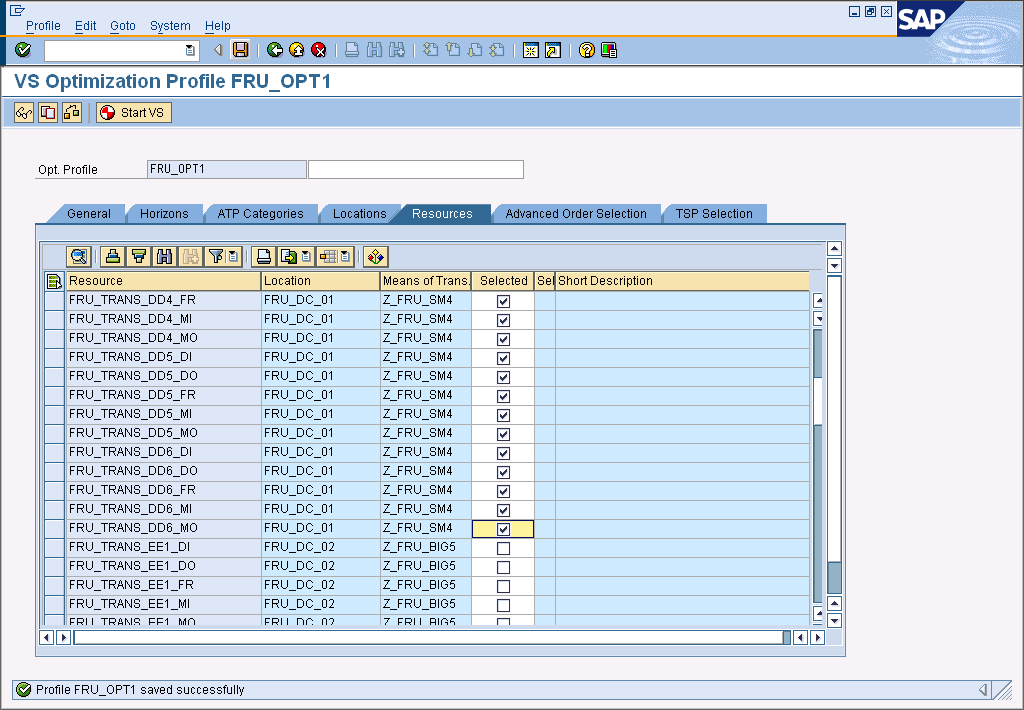 Profile Edit Goto System Help
SAP
VS Optimization Profile FRU_OPT1
Start VS
Opt. Profile FRU_OPT1
General Horizons ATP Categories Locations Resources Advanced Order Selection TSP Selection
Resource Location Means of Trans. Selected Sel Short Description
FRU_TRANS_DD4_FR FRU_DC_01 Z_FRU_SM4
FRU_TRANS_DD4_MI FRU_DC_01 Z_FRU_SM4
FRU_TRANS_DD4_MO FRU_DC_01 Z_FRU_SM4
FRU_TRANS_DD5_DI FRU_DC_01 Z_FRU_SM4
FRU_TRANS_DD5_DO FRU_DC_01 Z_FRU_SM4
FRU_TRANS_DD5_FR FRU_DC_01 Z_FRU_SM4
FRU_TRANS_DD5_MI FRU_DC_01 Z_FRU_SM4
FRU_TRANS_DD5_MO FRU_DC_01 Z_FRU_SM4
FRU_TRANS_DD6_DI FRU_DC_01 Z_FRU_SM4
FRU_TRANS_DD6_DO FRU_DC_01 Z_FRU_SM4
FRU_TRANS_DD6_FR FRU_DC_01 Z_FRU_SM4
FRU_TRANS_DD6_MI FRU_DC_01 Z_FRU_SM4
FRU_TRANS_DD6_MO FRU_DC_01 Z_FRU_SM4
FRU_TRANS_EE1_DI FRU_DC_02 Z_FRU_BIG5
FRU_TRANS_EE1_DO FRU_DC_02 Z_FRU_BIG5
FRU_TRANS_EE1_FR FRU_DC_02 Z_FRU_BIG5
FRU_TRANS_EE1_MI FRU_DC_02 Z_FRU_BIG5
FRU_TRANS_EE1_MO FRU_DC_02 Z_FRU_BIG5
Profile FRU_OPT1 saved successfully